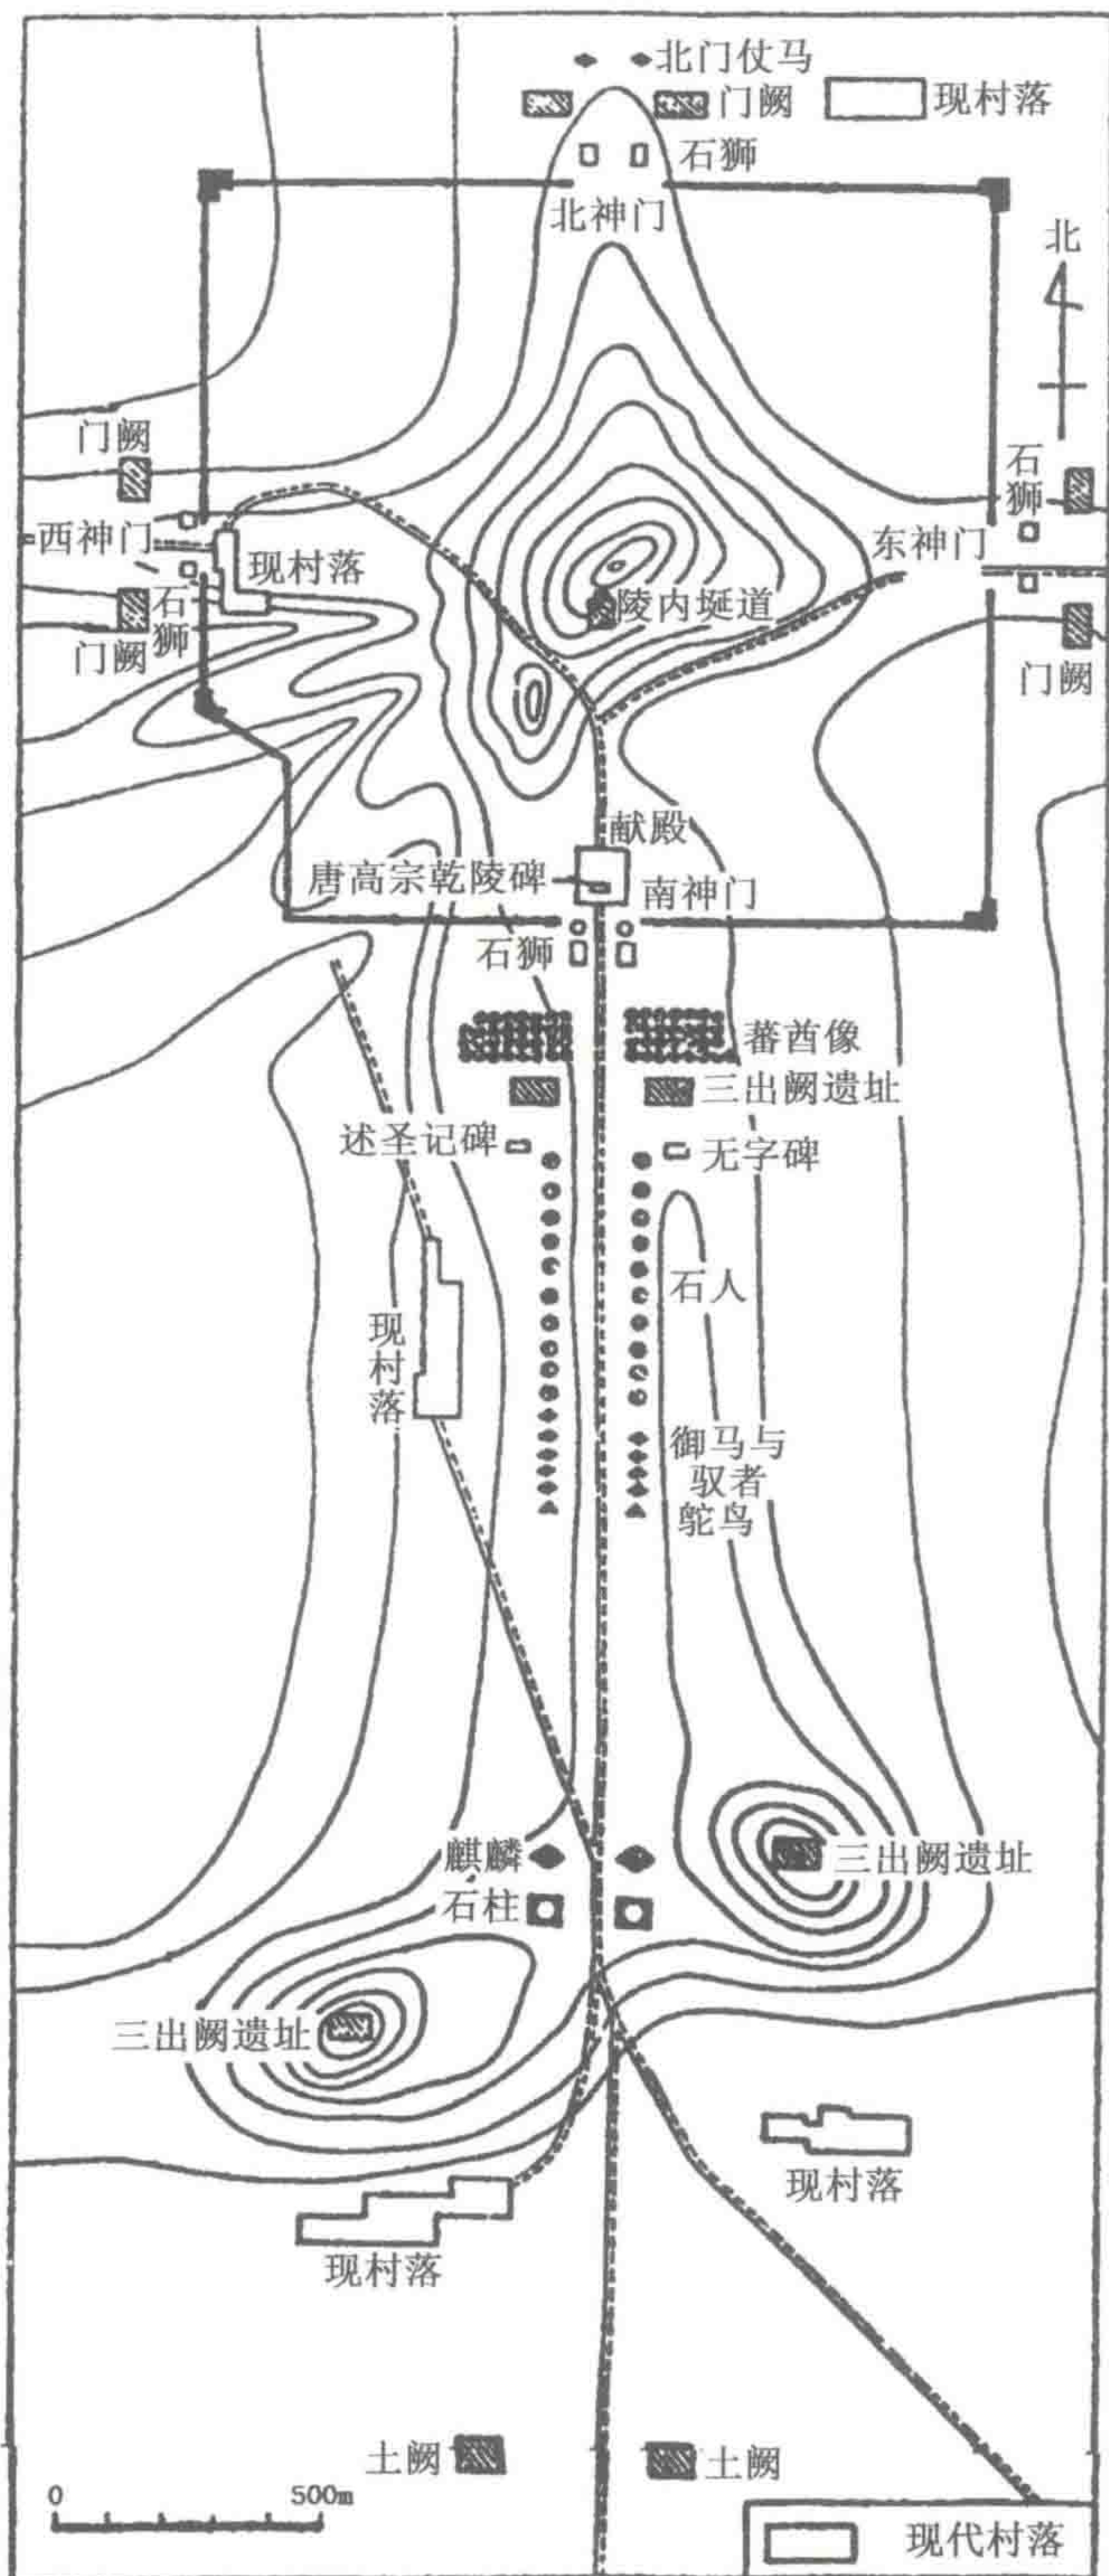 北门仗马
门阙
现村落
石狮
北神门
北
门阙
石
狮
西神门
东神门
现村落
陵内埏道
石
狮
门阙
门阙
献殿
唐高宗乾陵碑
南神门
石狮
蕃酋像
三出阙遗址
述圣记碑
无字碑
石人
现
村
落
御马与
驭者
鸵鸟
麒麟
三出阙遗址
石柱
三出阙遗址
现村落
现村落
土阙
土阙
0
500m
现代村落